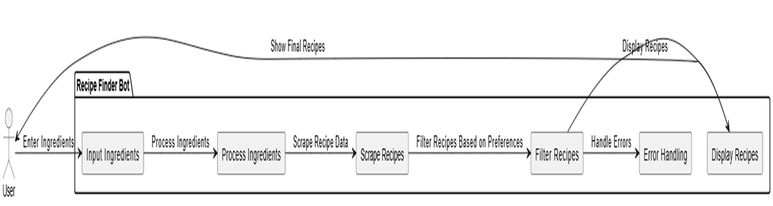 Show Final Recipes
Display Recipes
Recipe Finder Bot
Enter Ingredients
Process Ingredients
Scrape Recipe Data
Filter Recipes Based on Preferences
Handle Errors
Input Ingredients
Process Ingredients
Scrape Recipes
Filter Recipes
Error Handling
Display Recipes
User